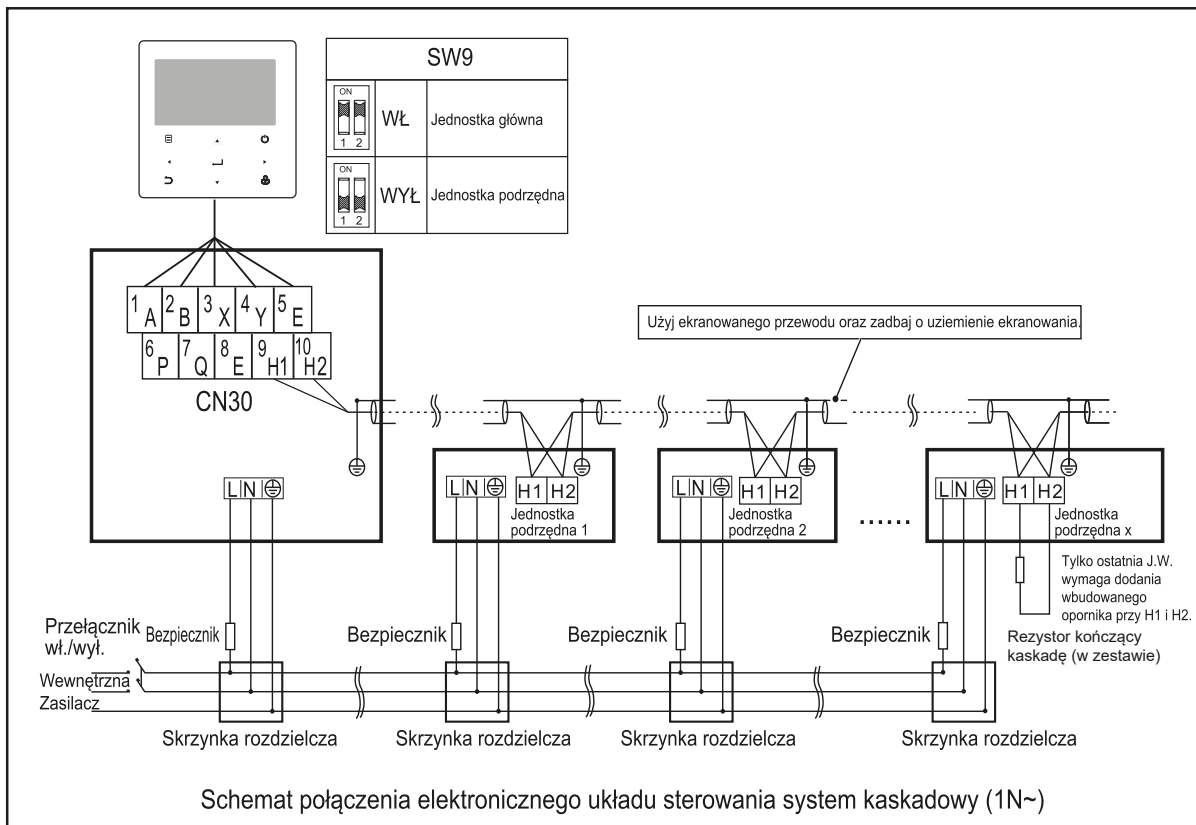 SW9
ON
1 2
WŁ
Jednostka główna
ON
1 2
WYŁ
Jednostka podrzędna
1 A
2 B
3 X
4 Y
5 E
6 P
7 Q
8 E
9 H1
10 H2
CN30
Użyj ekranowanego przewodu oraz zadbaj o uziemienie ekranowania.
L N
L N
H1 H2
Jednostka
podrzędna 1
L N
H1 H2
Jednostka
podrzędna 2
......
L N
H1 H2
Jednostka
podrzędna x
Tylko ostatnia J.W.
wymaga dodania
wbudowanego
opornika przy H1 i H2.
Rezystor kończący
kaskadę (w zestawie)
Przełącznik
wł./wył.
Bezpiecznik
Bezpiecznik
Bezpiecznik
Bezpiecznik
Wewnętrzna
Zasilacz
Skrzynka rozdzielcza
Skrzynka rozdzielcza
Skrzynka rozdzielcza
Skrzynka rozdzielcza
Schemat połączenia elektronicznego układu sterowania system kaskadowy (1N~)